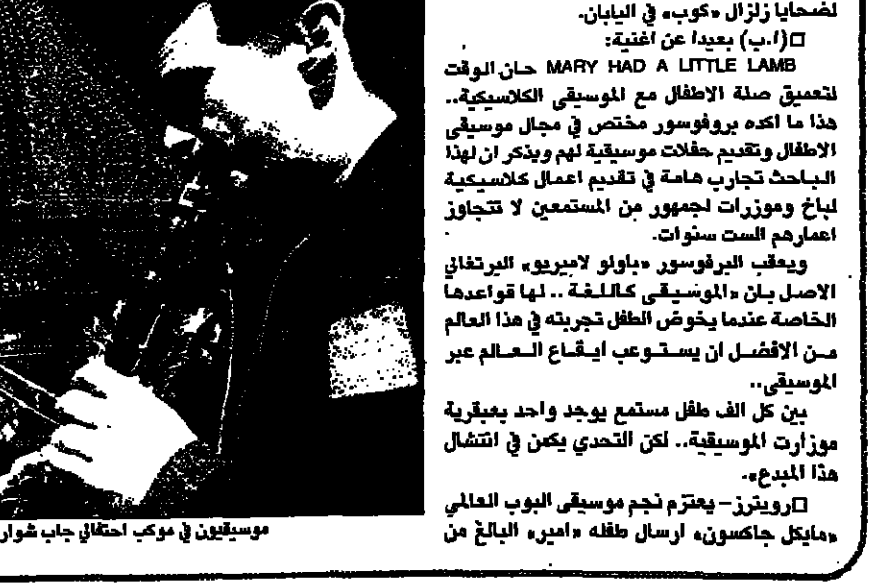 لضحايا زلزال «كوب» في اليابان.
□(ا.ب) بعيدا عن اغنية:
MARY HAD A LITTLE LAMB حان الوقت
لتعميق صلة الاطفال مع الموسيقى الكلاسيكية..
هذا ما اكده بروفوسور مختص في مجال موسيقى
الاطفال وتقديم حفلات موسيقية لهم ويذكر ان لهذا
الباحث تجارب هامة في تقديم اعمال كلاسيكية
لباخ وموزرات لجمهور من المستمعين لا تتجاوز
اعمارهم الست سنوات.
ويعقب البرفوسور «باولو لاميريو» البرتغالي
الاصل بان «الموسيقى كاللغة .. لها قواعدها
الخاصة عندما يخوض الطفل تجربته في هذا العالم
من الافضل ان يستوعب ايقاع العالم عبر
الموسيقى..
بين كل الف طفل مستمع يوجد واحد بعبقرية
موزارت الموسيقية.. لكن التحدي يكمن في انتشال
هذا المبدع».
□رويترز– يعتزم نجم موسيقى البوب العالمي
«مايكل جاكسون» ارسال طفله «امير» البالغ من
موسيقيون في موكب احتفالي جاب شوار